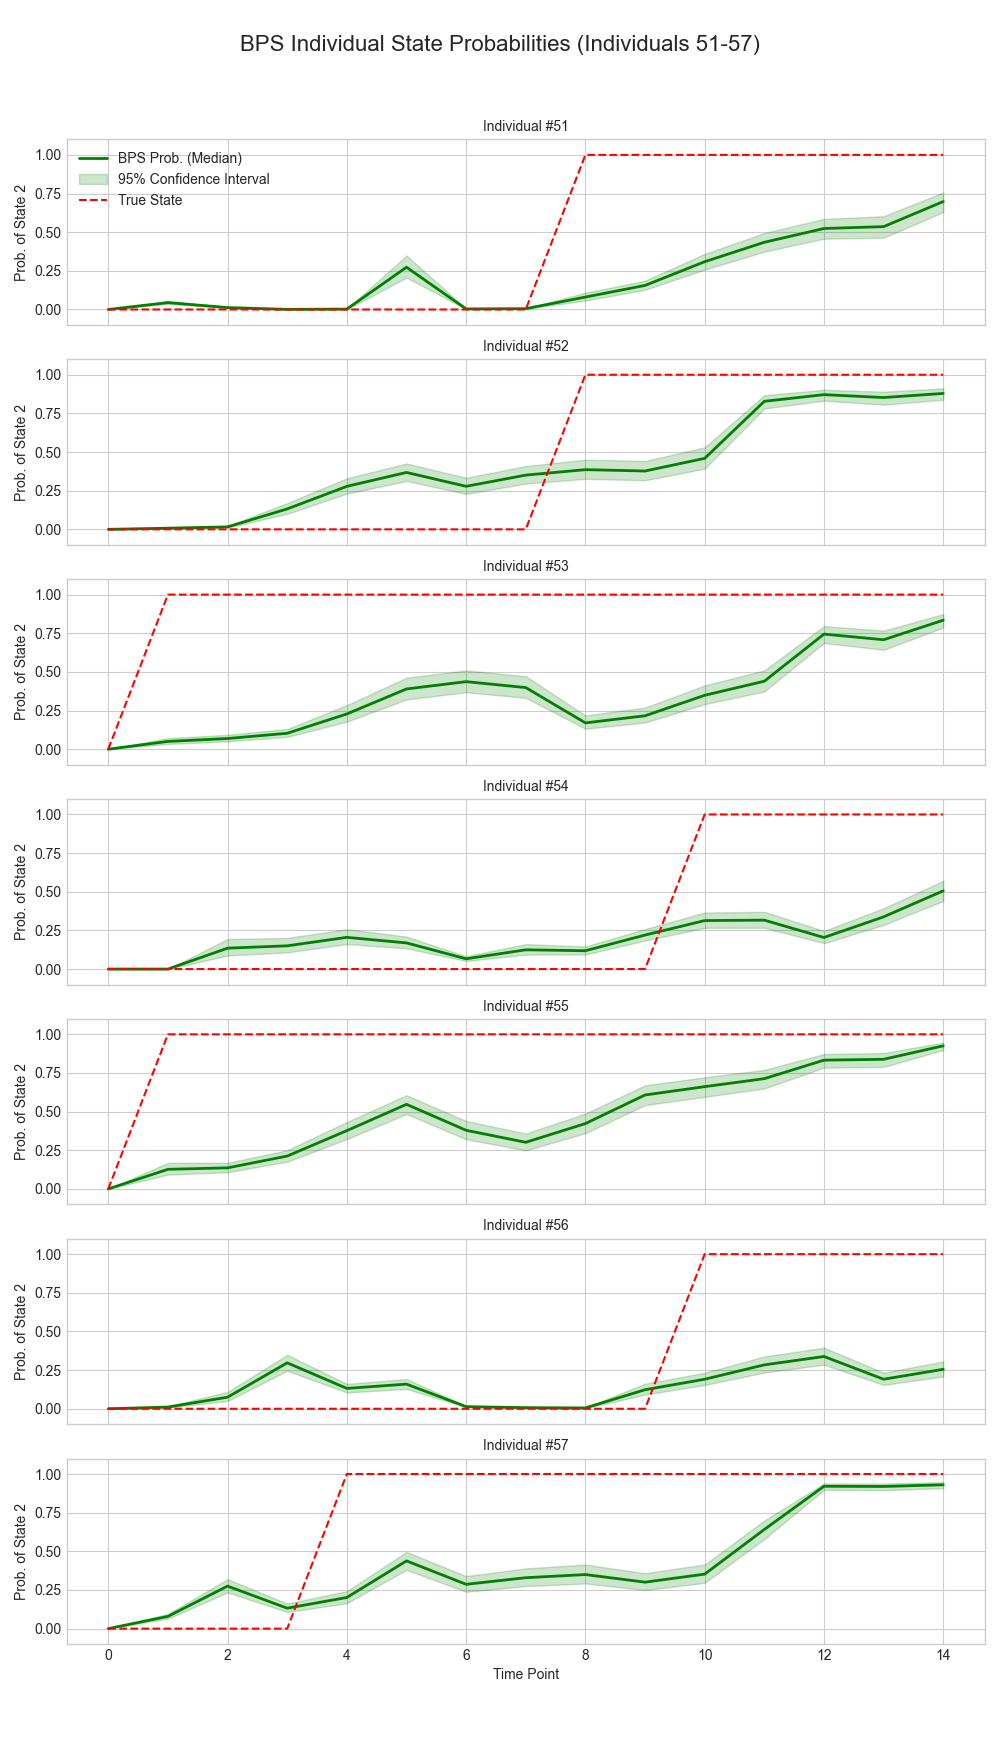 BPS Individual State Probabilities (Individuals 51-57)
Individual #51
BPS Prob. (Median)
95% Confidence Interval
True State
Prob. of State 2
1.00
0.75
0.50
0.25
0.00
Individual #52
Prob. of State 2
1.00
0.75
0.50
0.25
0.00
Individual #53
Prob. of State 2
1.00
0.75
0.50
0.25
0.00
Individual #54
Prob. of State 2
1.00
0.75
0.50
0.25
0.00
Individual #55
Prob. of State 2
1.00
0.75
0.50
0.25
0.00
Individual #56
Prob. of State 2
1.00
0.75
0.50
0.25
0.00
Individual #57
Prob. of State 2
1.00
0.75
0.50
0.25
0.00
0 2 4 6 8 10 12 14
Time Point